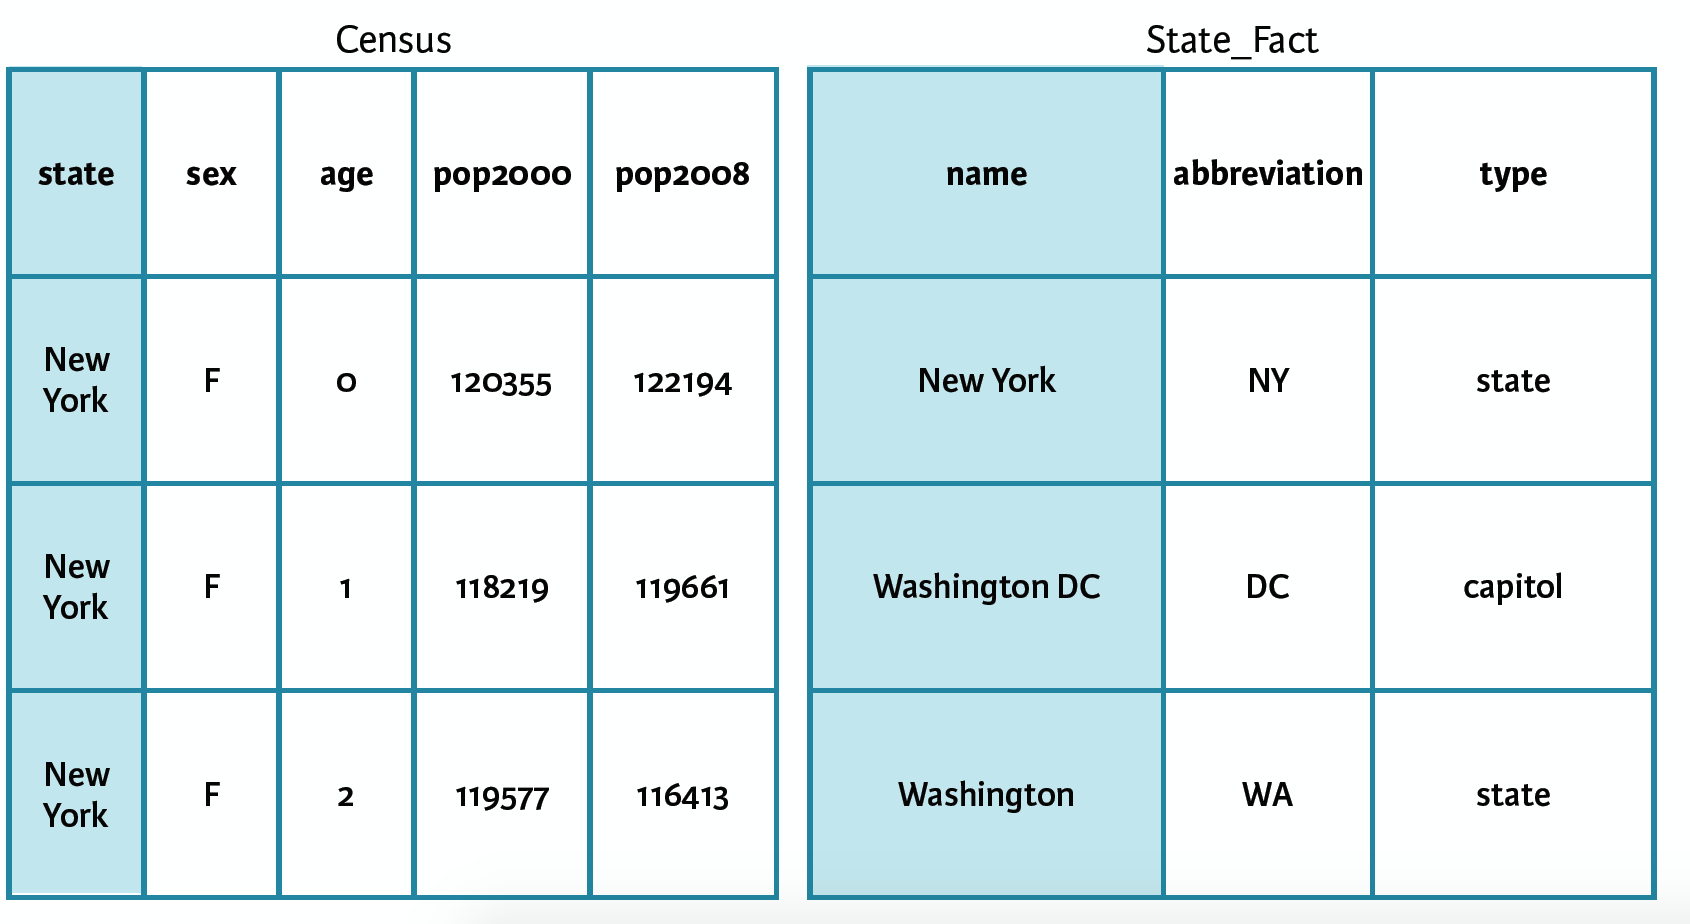 Census
state sex age pop2000 pop2008
New York F 0 120355 122194
New York F 1 118219 119661
New York F 2 119577 116413
State_Fact
name abbreviation type
New York NY state
Washington DC DC capitol
Washington WA state